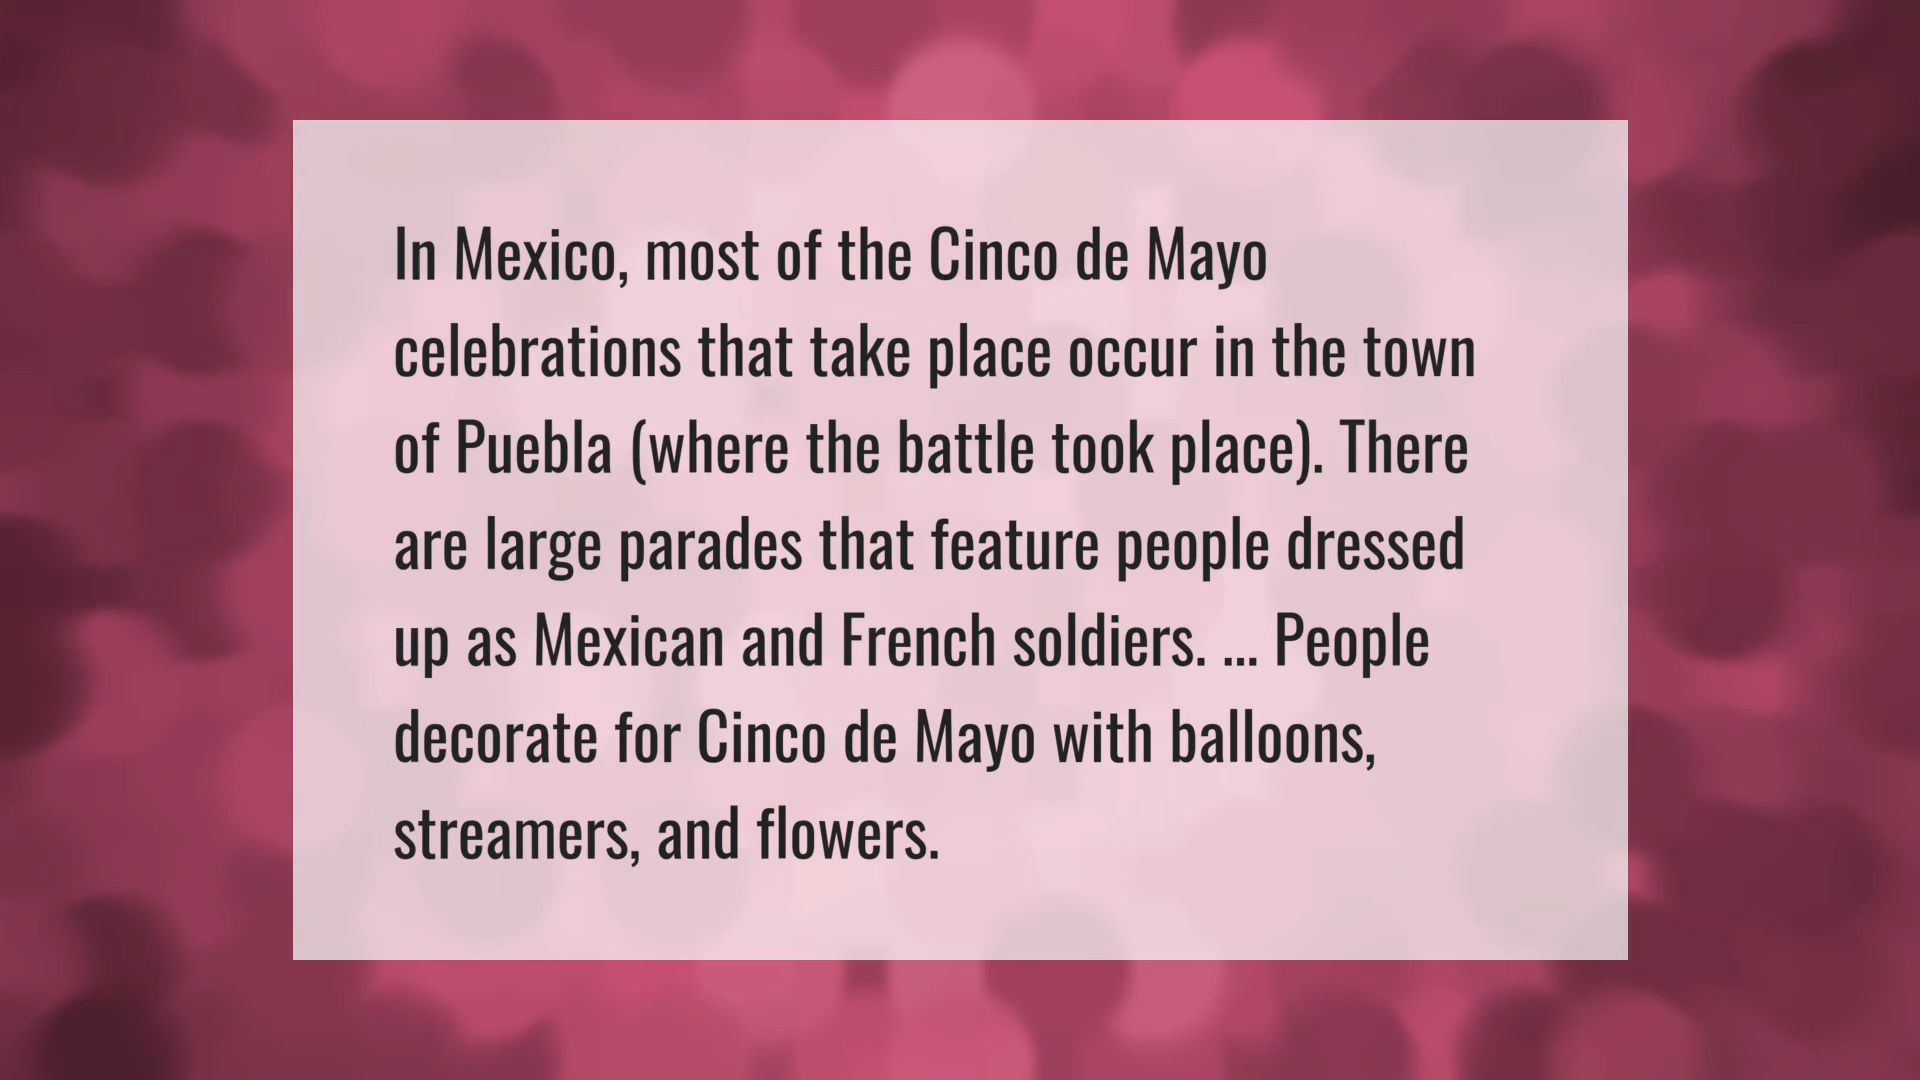 In Mexico, most of the Cinco de Mayo
celebrations that take place occur in the town
of Puebla (where the battle took place). There
are large parades that feature people dressed
up as Mexican and French soldiers. ... People
decorate for Cinco de Mayo with balloons,
streamers, and flowers.